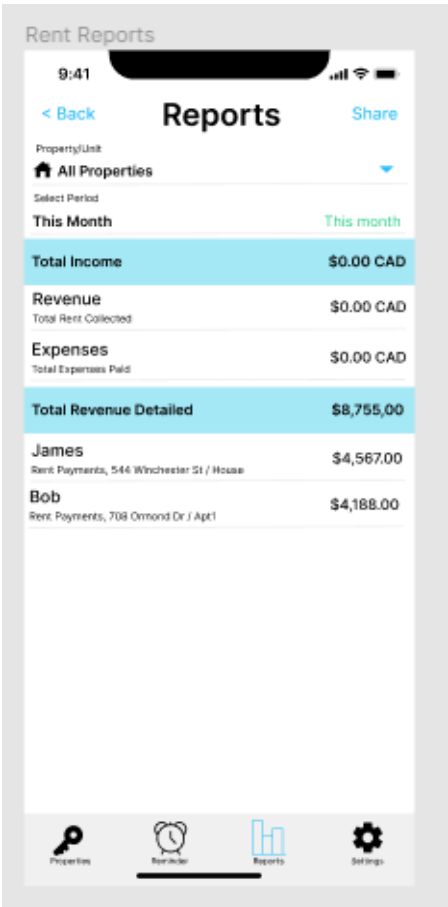 Rent Reports
9:41
< Back Reports Share
Property/Unit
All Properties
Select Period
This Month This month
Total Income $0.00 CAD
Revenue $0.00 CAD
Total Rent Collected
Expenses $0.00 CAD
Total Expenses Paid
Total Revenue Detailed $8,755,00
James $4,567.00
Rent Payments, 544 Winchester St / House
Bob $4,188.00
Rent Payments, 708 Ormond Dr / Apt1
Properties Reminder Reports Settings